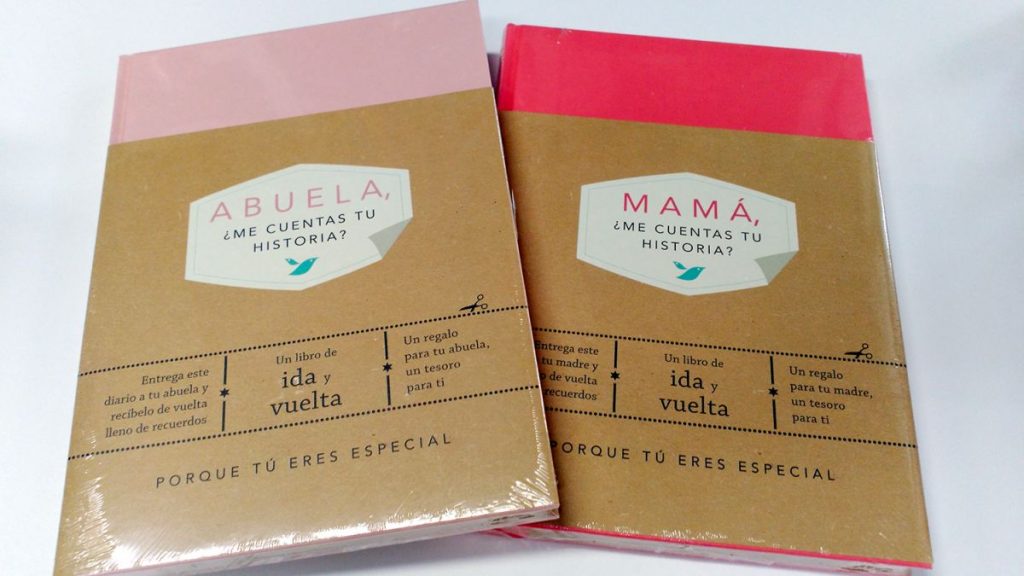 ABUELA,
¿ME CUENTAS TU
HISTORIA?
Entrega este
diario a tu abuela y
recíbelo de vuelta
lleno de recuerdos
Un libro de
ida y
vuelta
Un regalo
para tu abuela,
un tesoro
para ti
PORQUE TÚ ERES ESPECIAL
MAMÁ,
¿ME CUENTAS TU
HISTORIA?
Entrega este
tu madre y
de vuelta
recuerdos
Un libro de
ida y
vuelta
Un regalo
para tu madre,
un tesoro
para ti
PORQUE TÚ ERES ESPECIAL